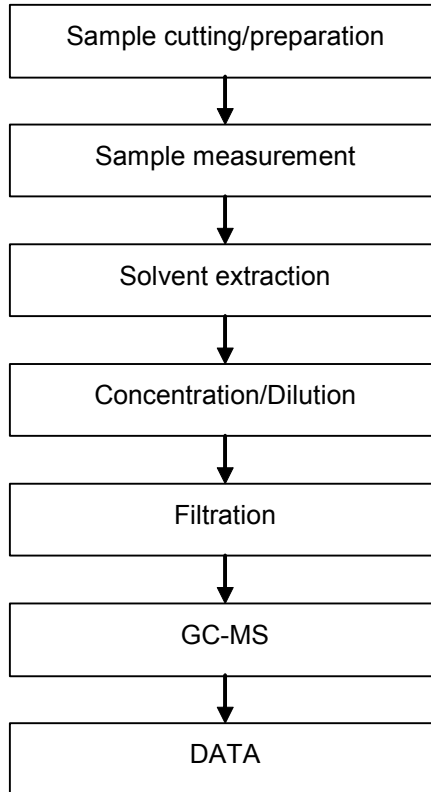 Sample cutting/preparation
Sample measurement
Solvent extraction
Concentration/Dilution
Filtration
GC-MS
DATA